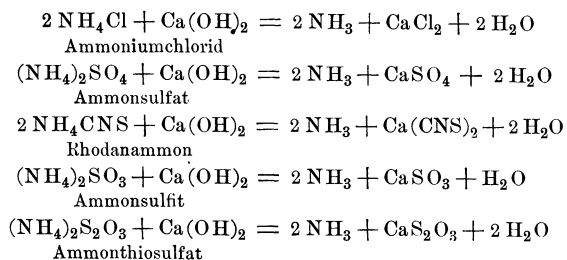 2 NH₄Cl + Ca(OH)₂ = 2 NH₃ + CaCl₂ + 2 H₂O
Ammoniumchlorid
(NH₄)₂SO₄ + Ca(OH)₂ = 2 NH₃ + CaSO₄ + 2 H₂O
Ammonsulfat
2 NH₄CNS + Ca(OH)₂ = 2 NH₃ + Ca(CNS)₂ + 2 H₂O
Rhodanammon
(NH₄)₂SO₃ + Ca(OH)₂ = 2 NH₃ + CaSO₃ + H₂O
Ammonsulfit
(NH₄)₂S₂O₃ + Ca(OH)₂ = 2 NH₃ + CaS₂O₃ + 2 H₂O
Ammonthiosulfat